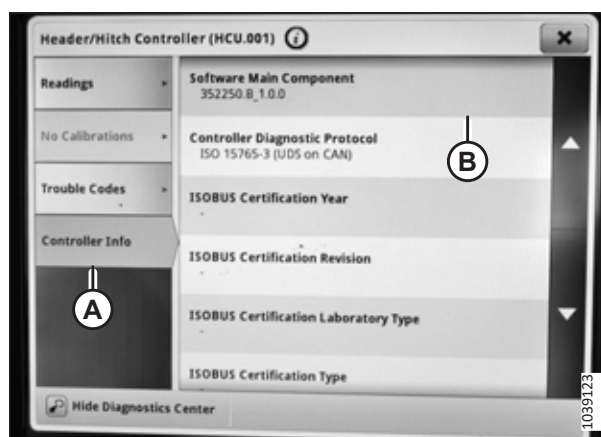 Header/Hitch Controller (HCU.001) i
Readings
No Calibrations
Trouble Codes
Controller Info
A
Software Main Component
352250.B_1.0.0
B
Controller Diagnostic Protocol
ISO 15765-3 (UDS on CAN)
ISOBUS Certification Year
-
ISOBUS Certification Revision
-
ISOBUS Certification Laboratory Type
-
ISOBUS Certification Type
Hide Diagnostics Center
1039123